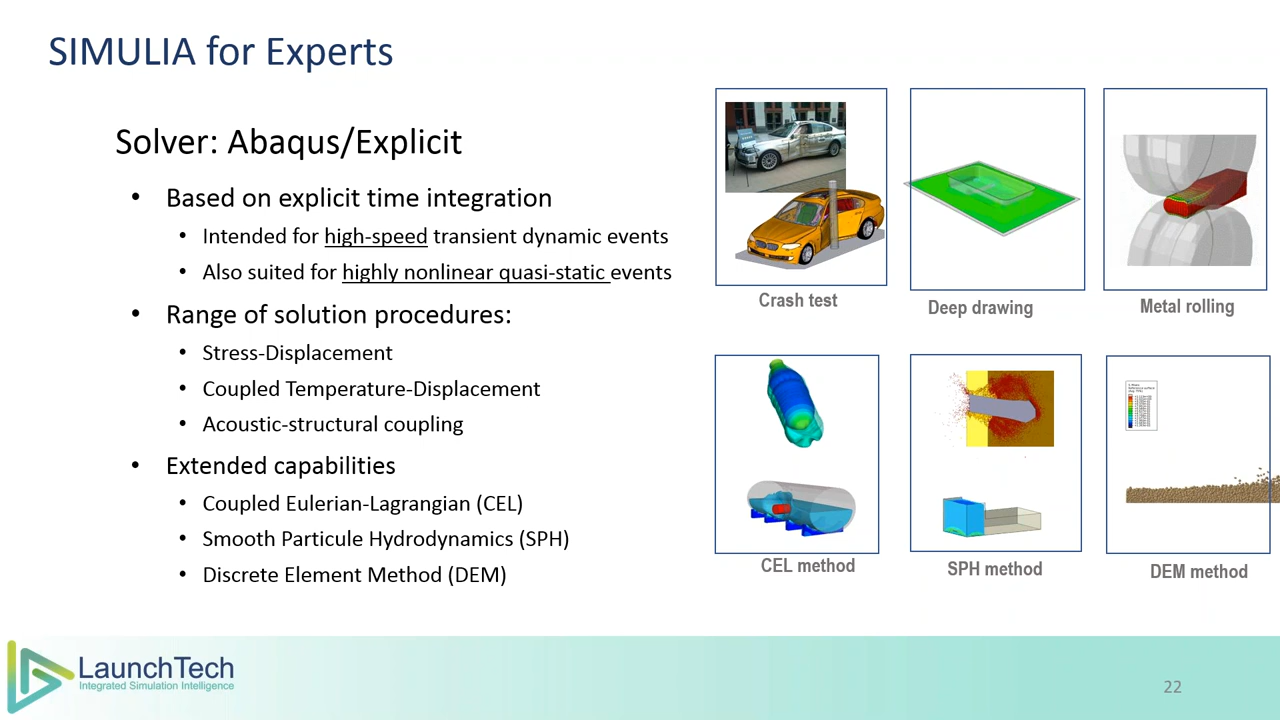 SIMULIA for Experts
Solver: Abaqus/Explicit
• Based on explicit time integration
• Intended for high-speed transient dynamic events
• Also suited for highly nonlinear quasi-static events
• Range of solution procedures:
• Stress-Displacement
• Coupled Temperature-Displacement
• Acoustic-structural coupling
• Extended capabilities
• Coupled Eulerian-Lagrangian (CEL)
• Smooth Particule Hydrodynamics (SPH)
• Discrete Element Method (DEM)
Crash test
Deep drawing
Metal rolling
CEL method
SPH method
DEM method
LaunchTech
Integrated Simulation Intelligence
22